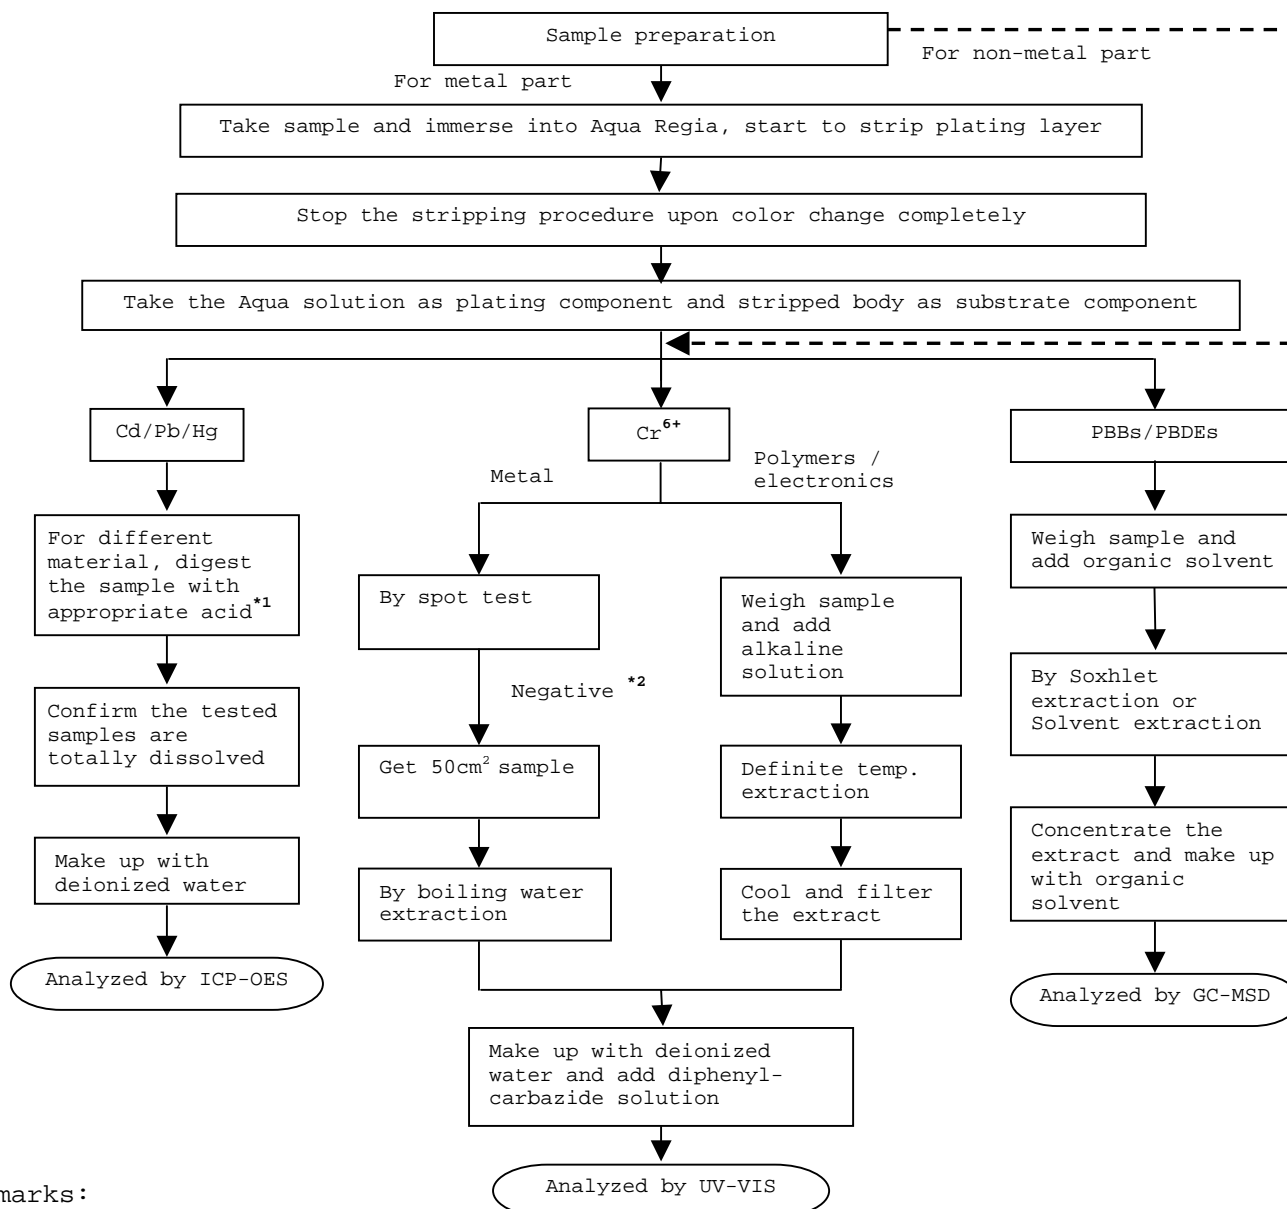 Sample preparation
For non-metal part
For metal part
Take sample and immerse into Aqua Regia, start to strip plating layer
Stop the stripping procedure upon color change completely
Take the Aqua solution as plating component and stripped body as substrate component
Cd/Pb/Hg
Cr6+
PBBs/PBDEs
Metal
Polymers /
electronics
For different
material, digest
the sample with
appropriate acid*1
Confirm the tested
samples are
totally dissolved
Make up with
deionized water
Analyzed by ICP-OES
By spot test
Negative *2
Get 50cm2 sample
By boiling water
extraction
Weigh sample
and add
alkaline
solution
Definite temp.
extraction
Cool and filter
the extract
Make up with deionized
water and add diphenyl-
carbazide solution
Analyzed by UV-VIS
Weigh sample and
add organic solvent
By Soxhlet
extraction or
Solvent extraction
Concentrate the
extract and make up
with organic
solvent
Analyzed by GC-MSD
marks: